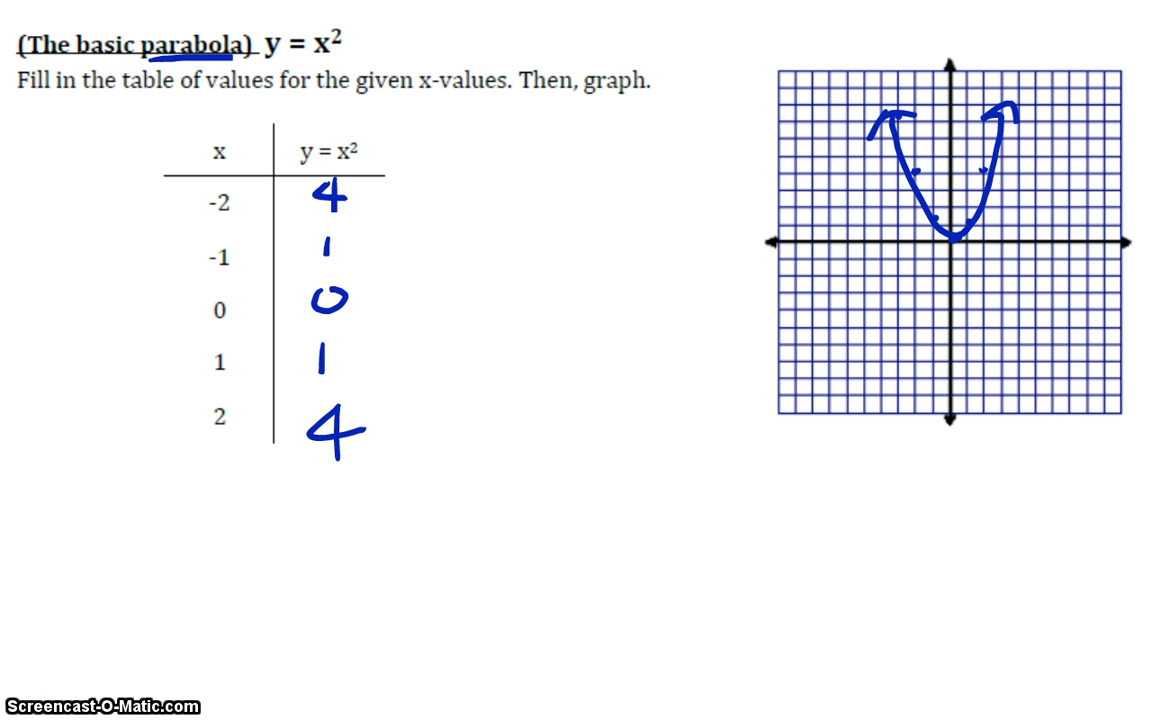 (The basic parabola) y = x²
Fill in the table of values for the given x-values. Then, graph.
x y = x²
-2 4
-1 1
0 0
1 1
2 4
Screencast-O-Matic.com